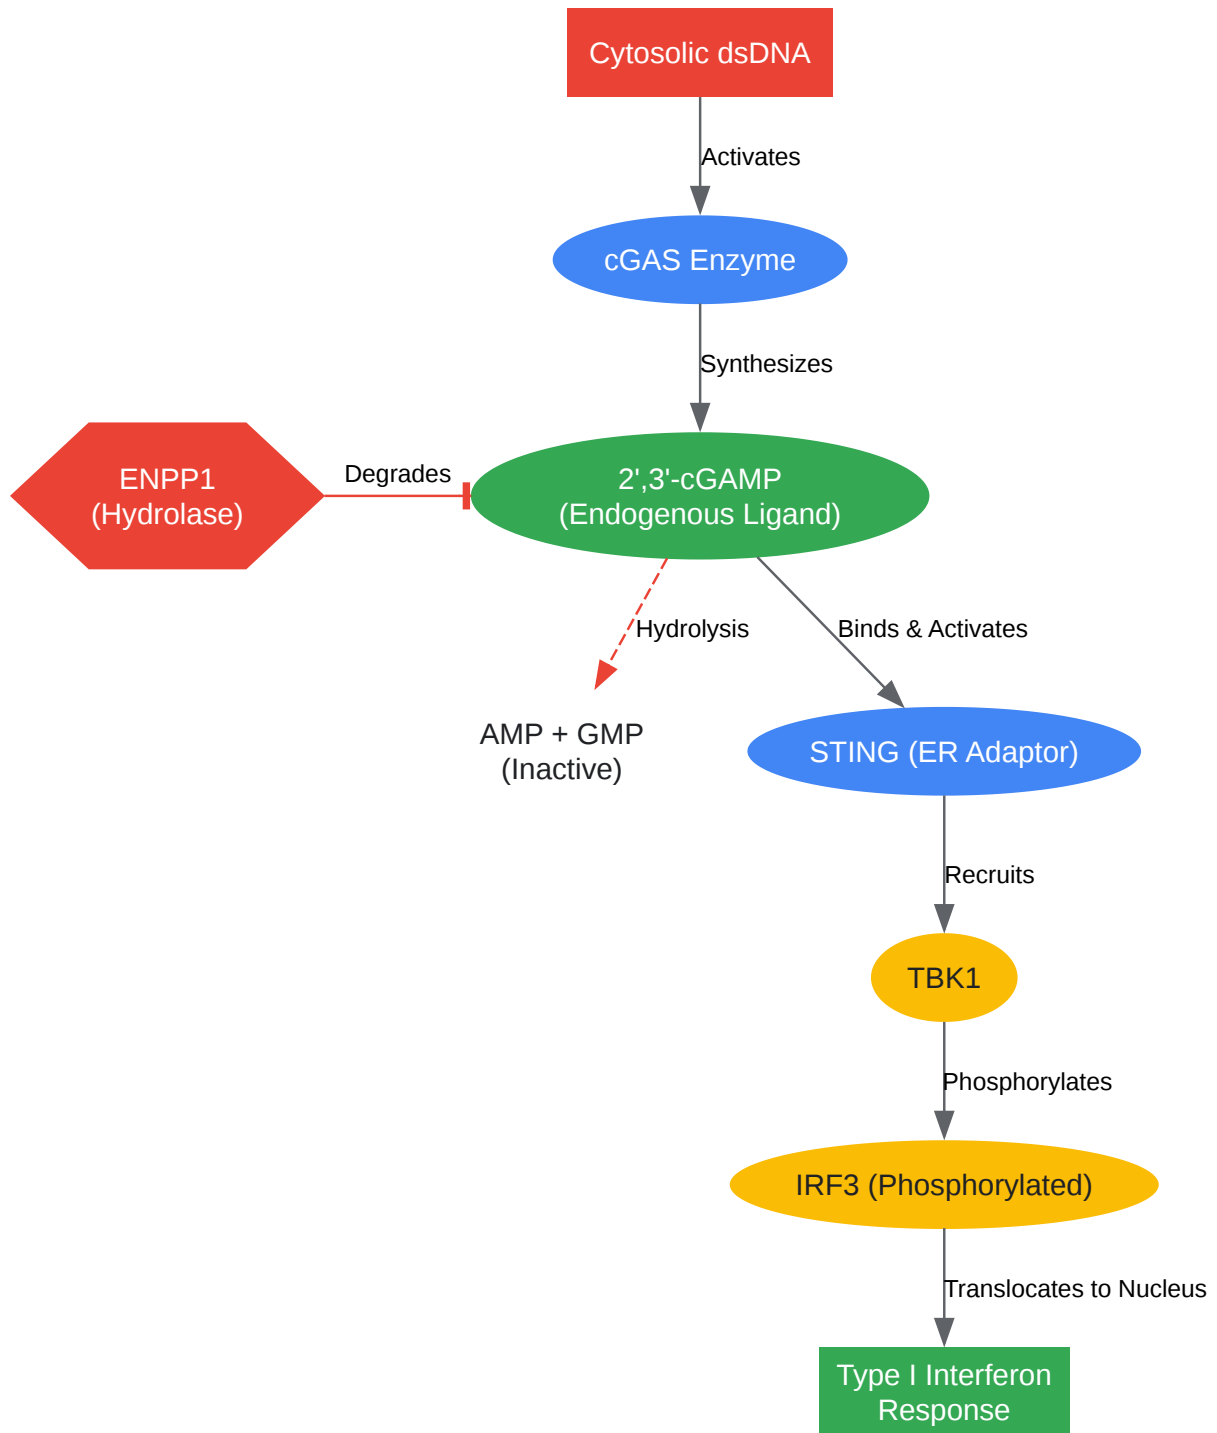 Cytosolic dsDNA
Activates
cGAS Enzyme
Synthesizes
ENPP1
(Hydrolase)
Degrades
2',3'-cGAMP
(Endogenous Ligand)
Hydrolysis
Binds & Activates
AMP + GMP
(Inactive)
STING (ER Adaptor)
Recruits
TBK1
Phosphorylates
IRF3 (Phosphorylated)
Translocates to Nucleus
Type I Interferon
Response